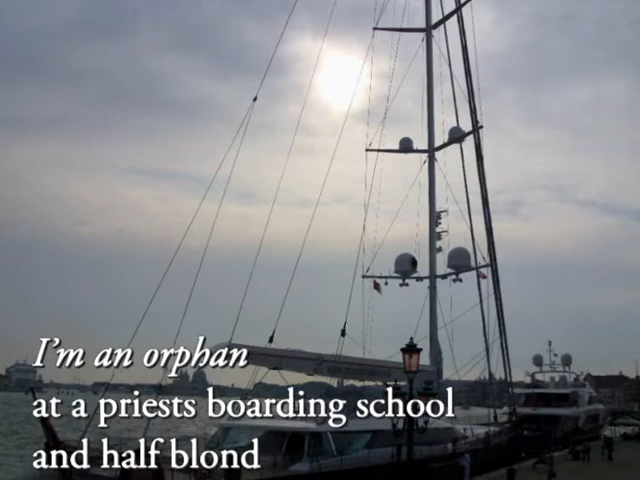 I'm an orphan
at a priests boarding school
and half blond